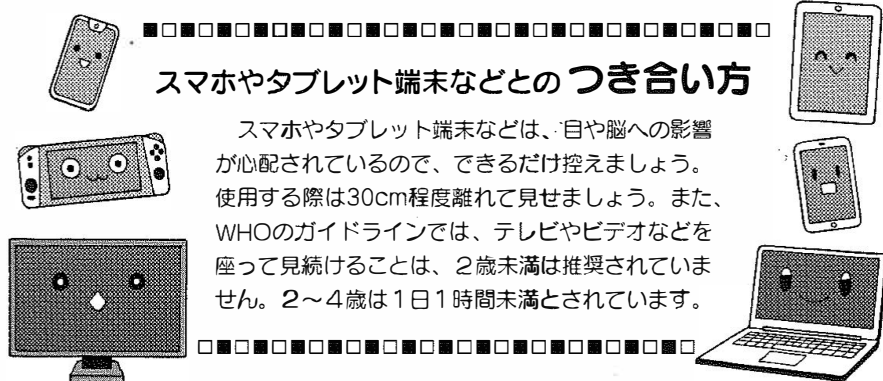 スマホやタブレット端末などとのつき合い方
スマホやタブレット端末などは、目や脳への影響
が心配されているので、できるだけ控えましょう。
使用する際は30cm程度離れて見せましょう。また、
WHOのガイドラインでは、テレビやビデオなどを
座って見続けることは、2歳未満は推奨されていま
せん。2～4歳は1日1時間未満とされています。